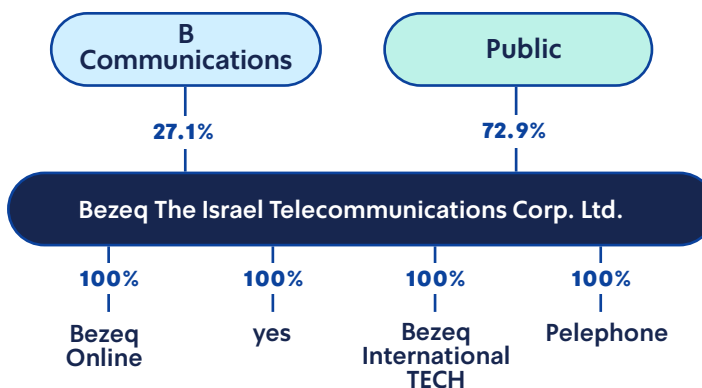 B
Communications
Public
27.1%
72.9%
Bezeq The Israel Telecommunications Corp. Ltd.
100%
100%
100%
100%
Bezeq
Online
yes
Bezeq
International
TECH
Pelephone